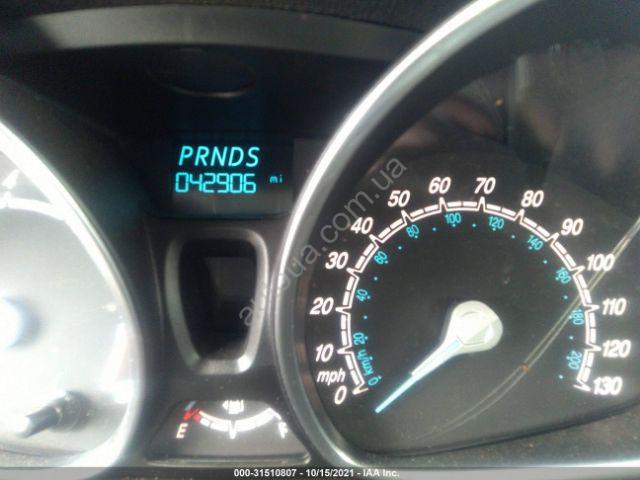 PRNDS
042906 mi
0 10 20 30 40 50 60 70 80 90 100 110 120 130
mph
0 20 40 60 80 100 120 140 160 180 200
km/h
E F
autoua.com.ua
000-31510807 - 10/15/2021 - IAA Inc.